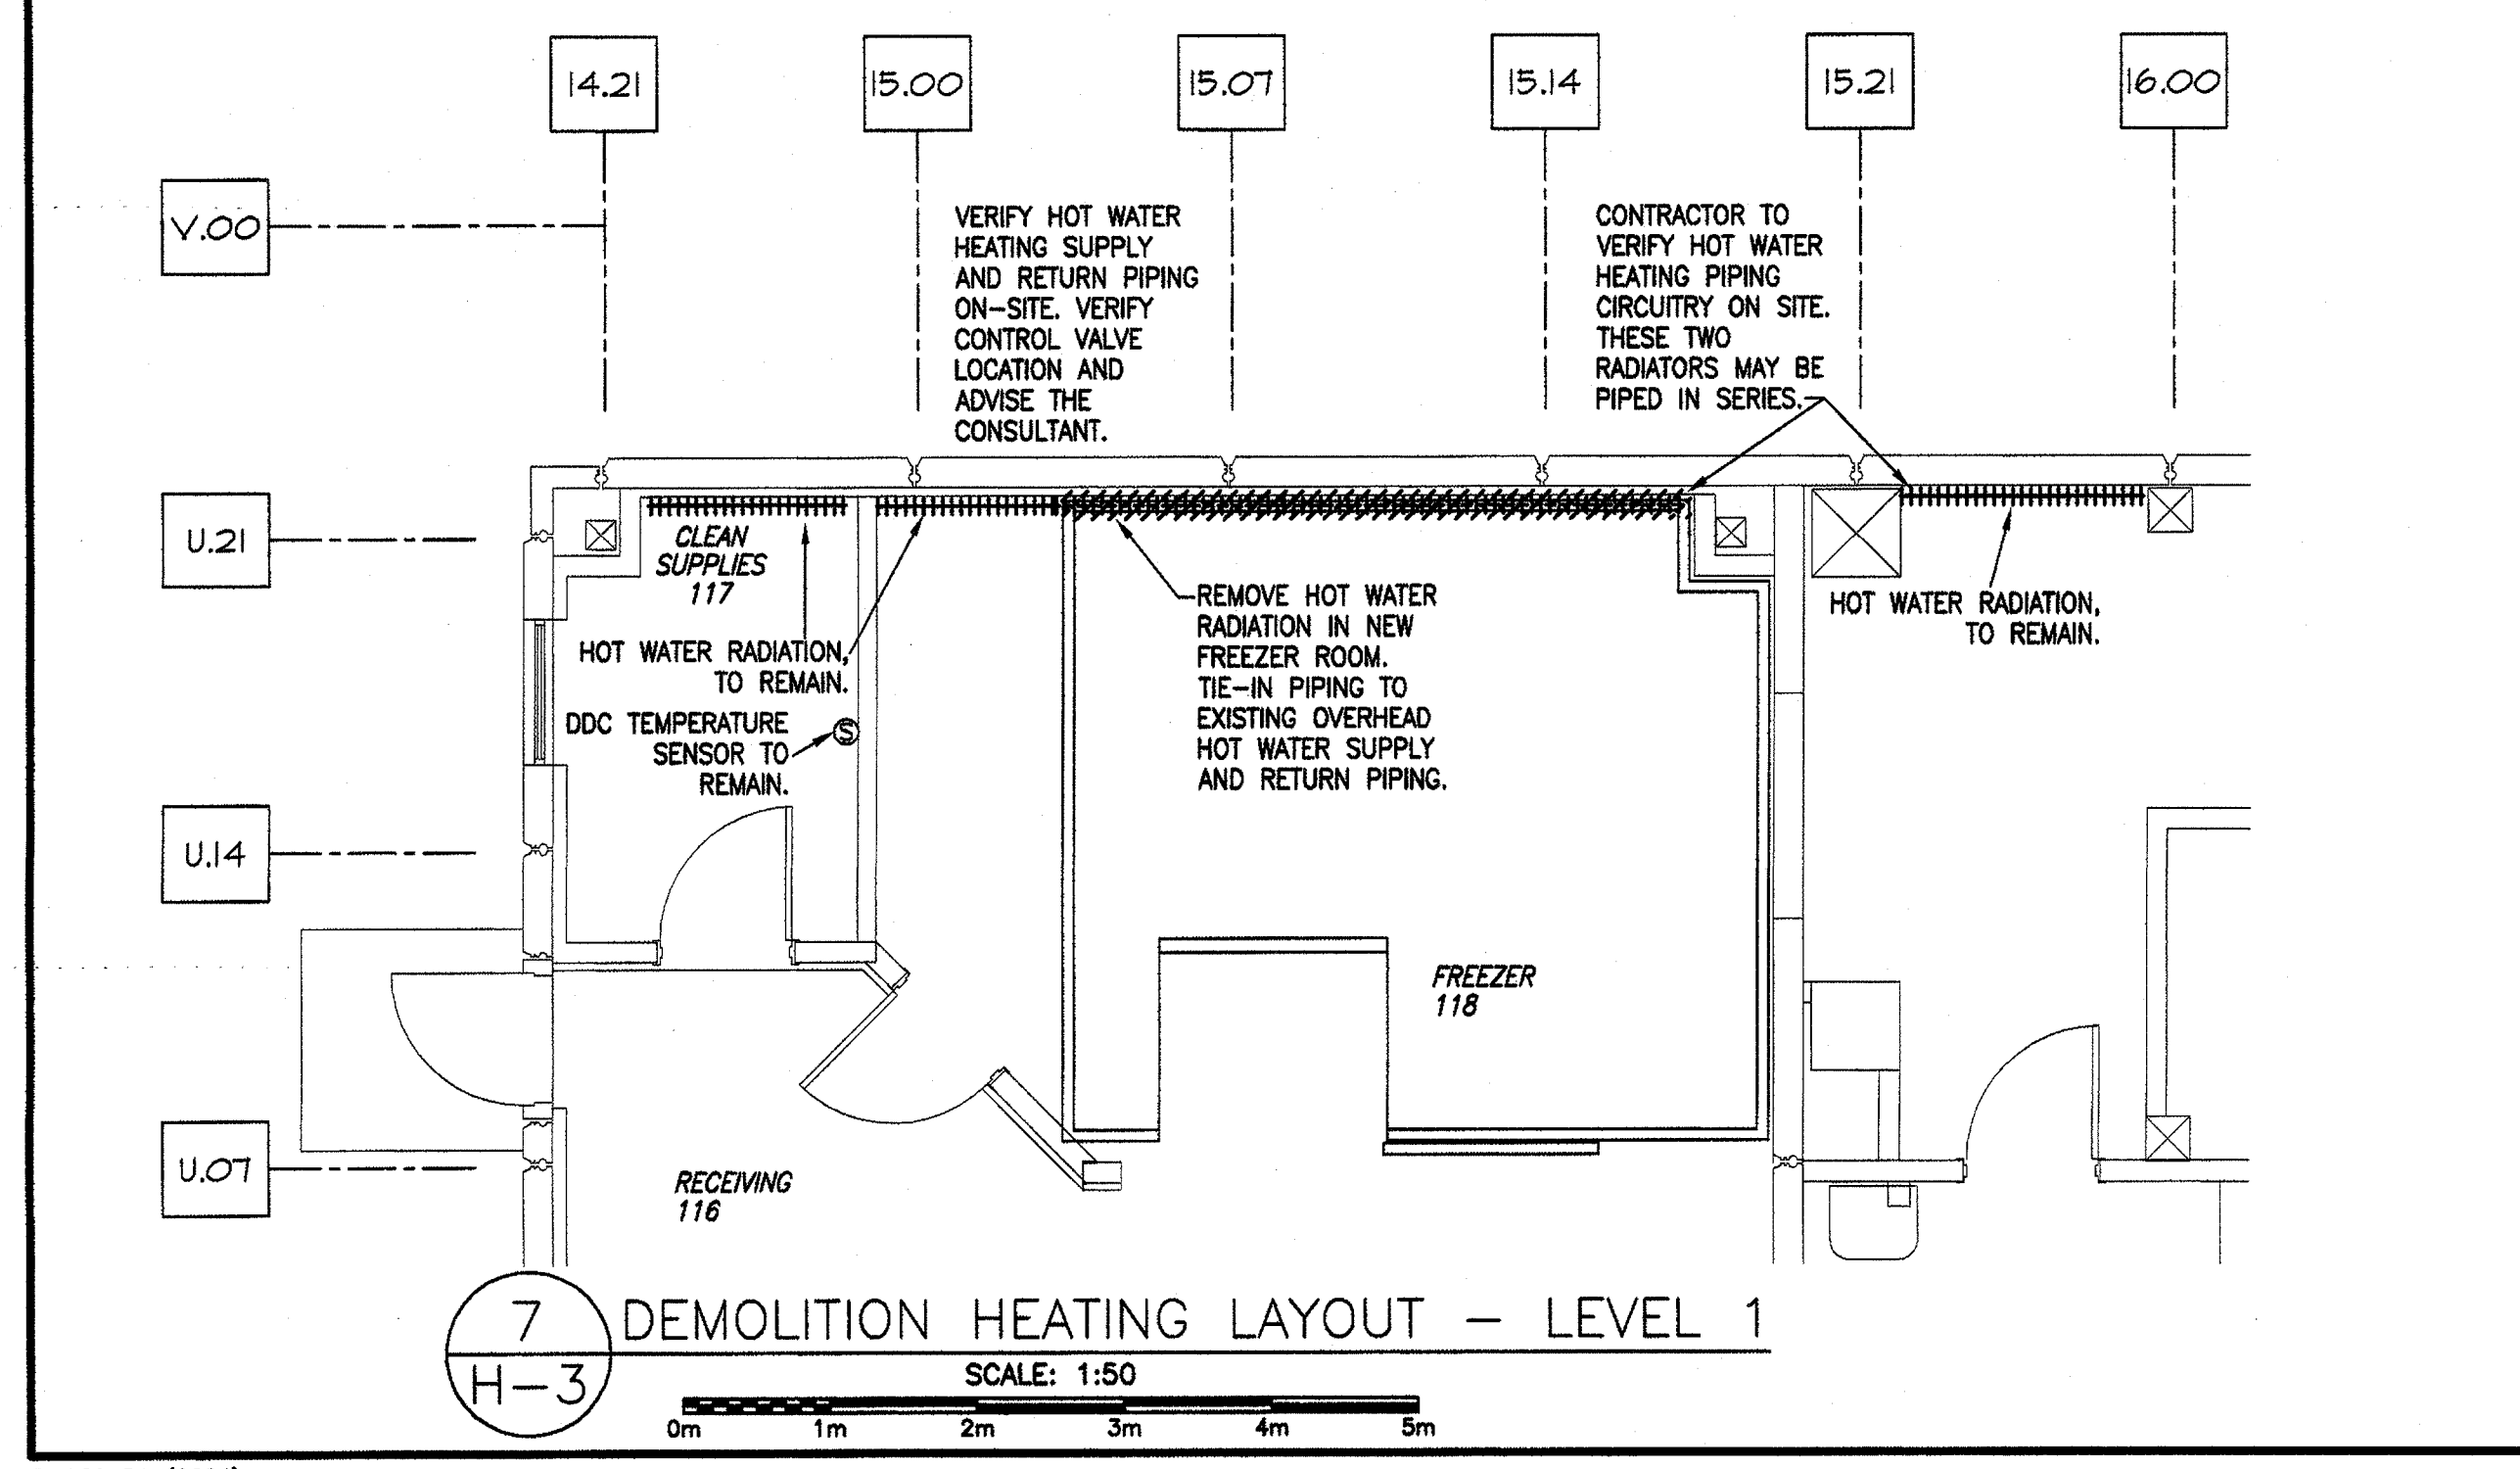 14.21
15.00
15.07
15.14
15.21
16.00
V.00
U.21
U.14
U.07
VERIFY HOT WATER
HEATING SUPPLY
AND RETURN PIPING
ON-SITE. VERIFY
CONTROL VALVE
LOCATION AND
ADVISE THE
CONSULTANT.
CONTRACTOR TO
VERIFY HOT WATER
HEATING PIPING
CIRCUITRY ON SITE.
THESE TWO
RADIATORS MAY BE
PIPED IN SERIES.
CLEAN
SUPPLIES
117
HOT WATER RADIATION,
TO REMAIN.
DDC TEMPERATURE
SENSOR TO
REMAIN.
S
REMOVE HOT WATER
RADIATION IN NEW
FREEZER ROOM.
TIE-IN PIPING TO
EXISTING OVERHEAD
HOT WATER SUPPLY
AND RETURN PIPING.
HOT WATER RADIATION,
TO REMAIN.
FREEZER
118
RECEIVING
116
7
H-3
DEMOLITION HEATING LAYOUT - LEVEL 1
SCALE: 1:50
0m 1m 2m 3m 4m 5m